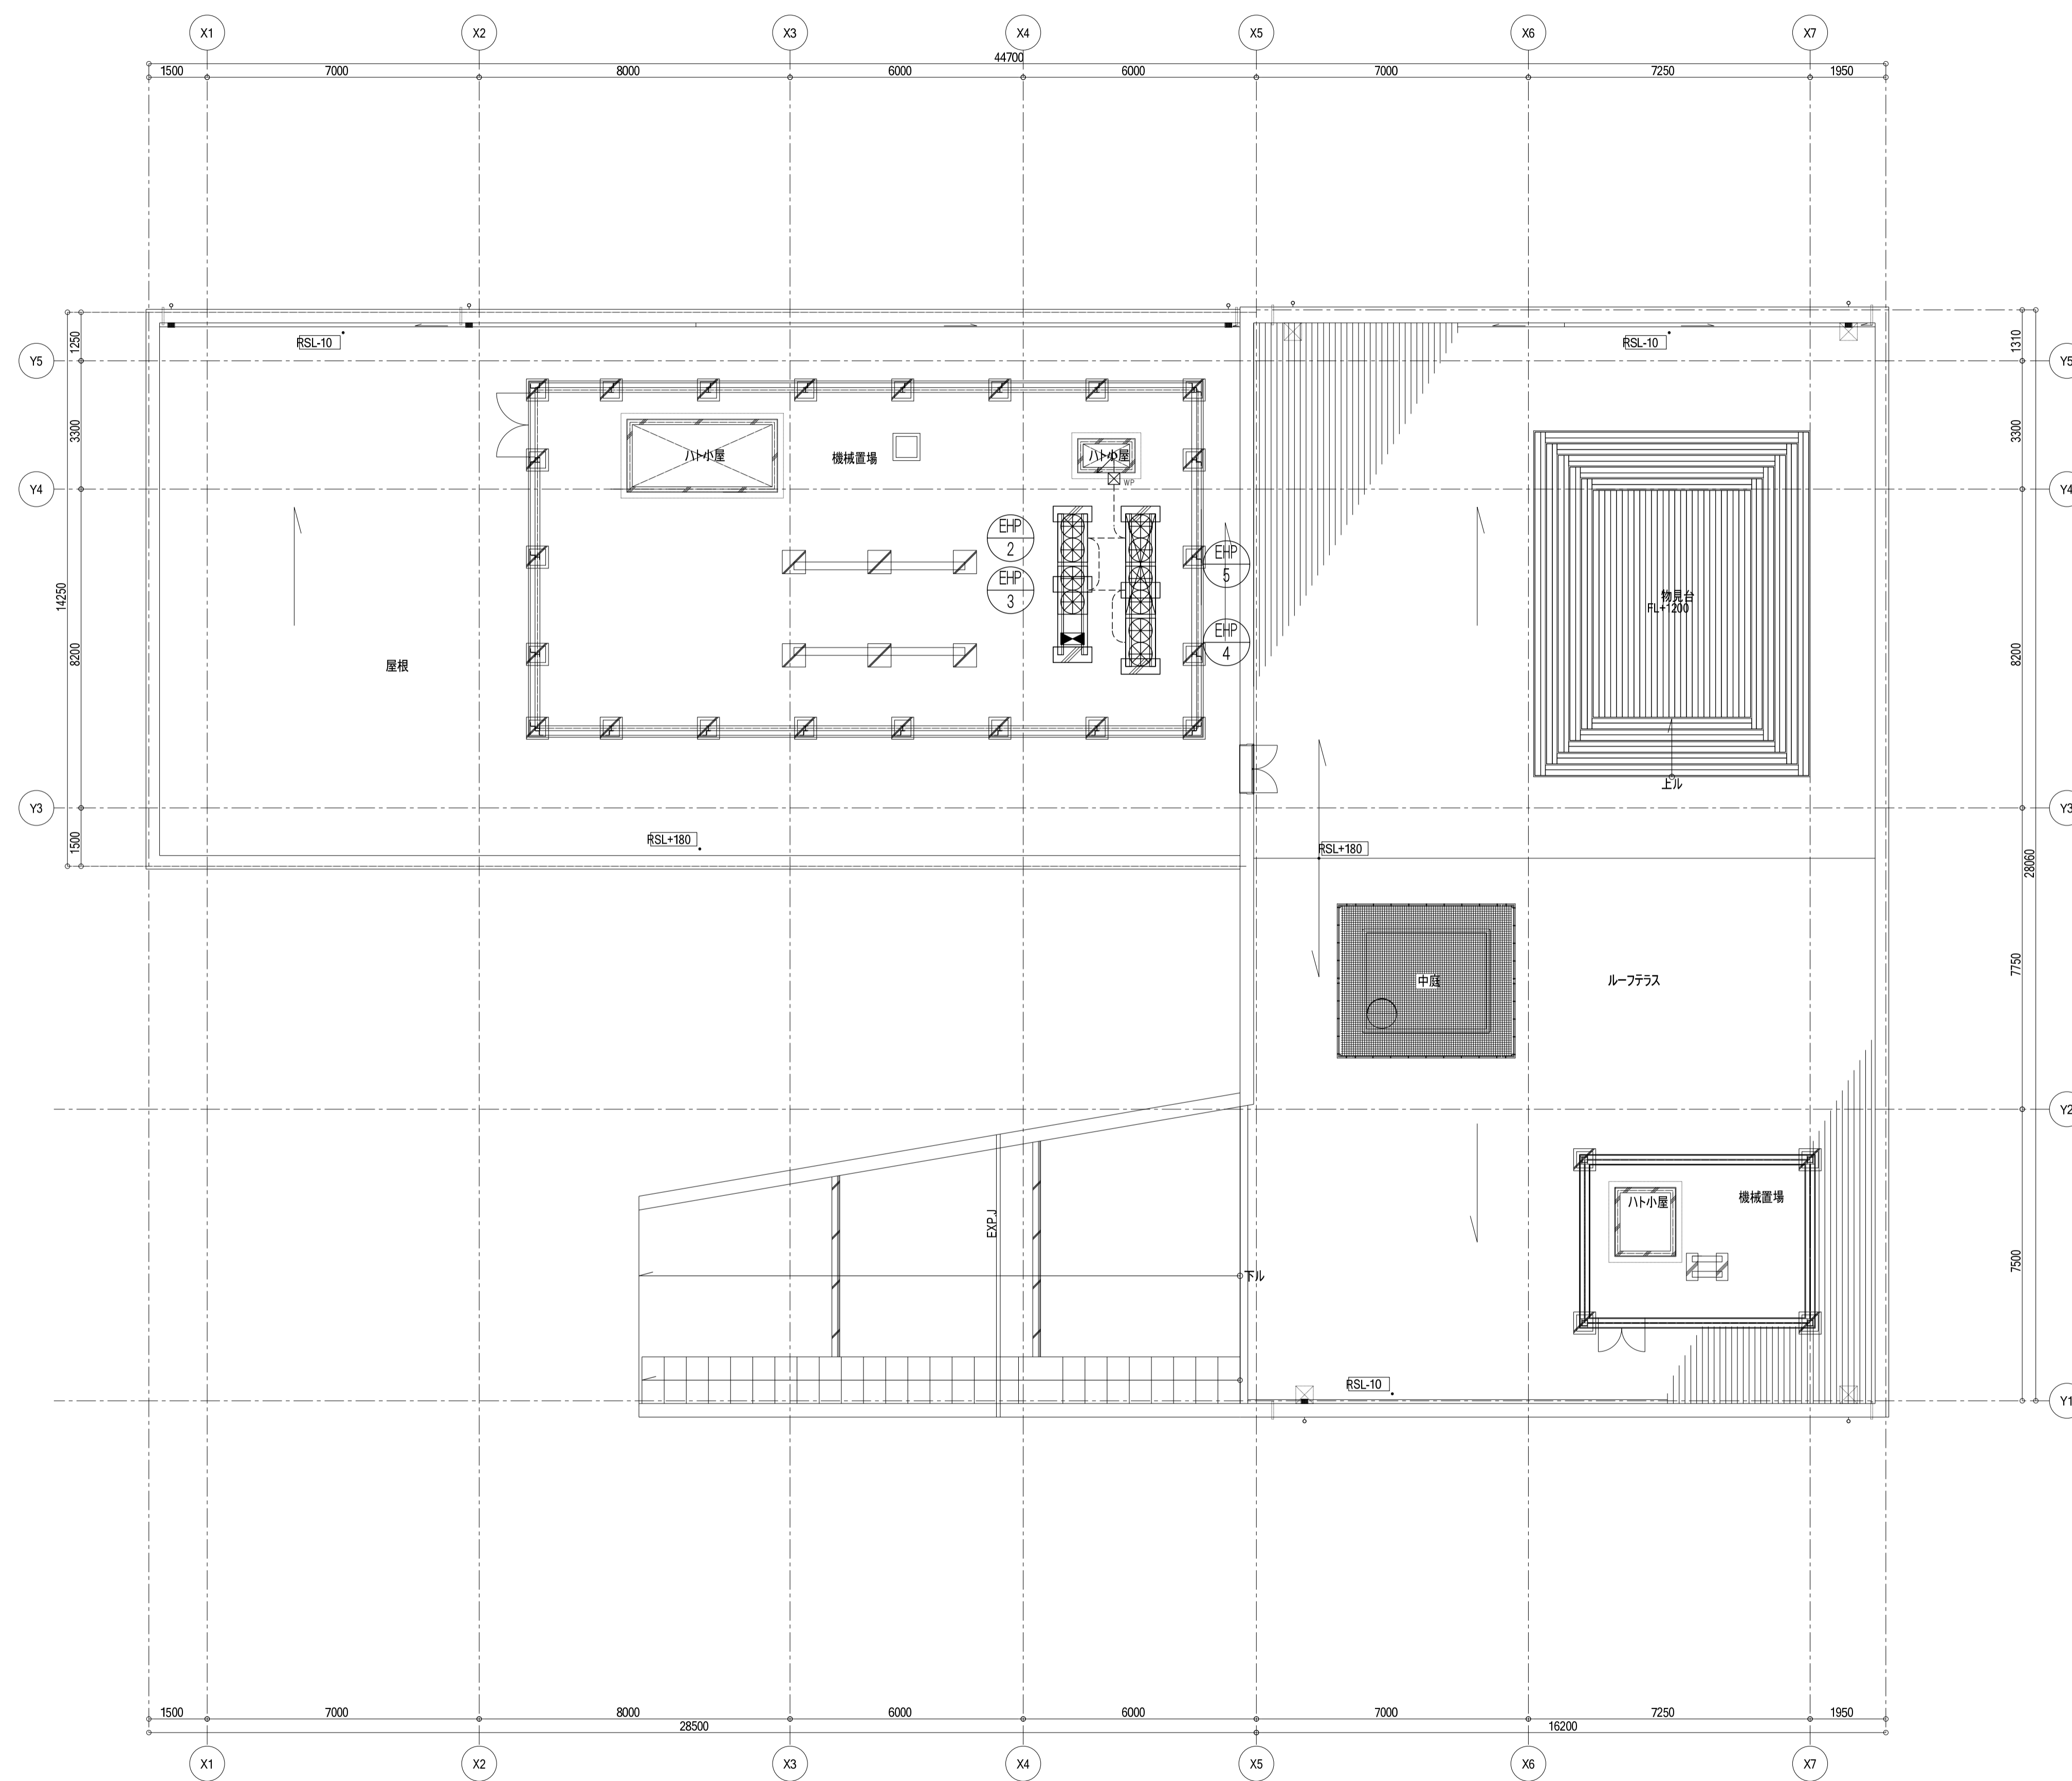 X1 X2 X3 X4 X5 X6 X7
44700
1500 7000 8000 6000 6000 7000 7250 1950
RSL-10
RSL-10
1250
1310
Y5
Y5
3300
3300
ハト小屋
機械置場
ハト小屋
WP
Y4
Y4
EHP
2
EHP
3
EHP
5
EHP
4
14250
物見台
FL+1200
8200
8200
屋根
上ル
Y3
Y3
1500
RSL+180
RSL+180
28060
7750
中庭
ルーフテラス
Y2
ハト小屋
機械置場
EXP.J
7500
下ル
RSL-10
Y1
1500 7000 8000 6000 6000 7000 7250 1950
28500 16200
X1 X2 X3 X4 X5 X6 X7